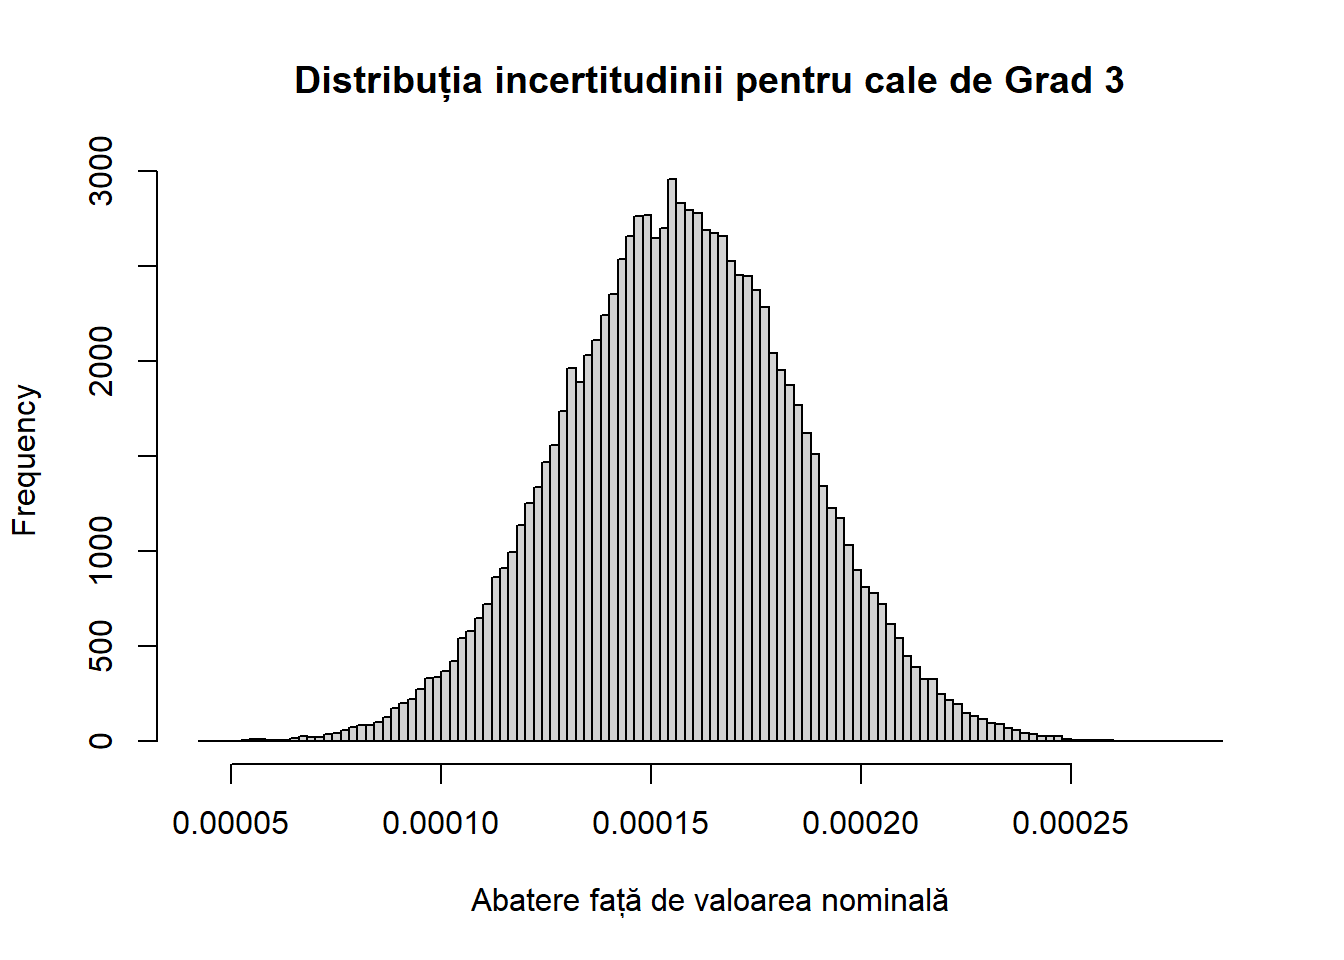 Distribuția incertitudinii pentru cale de Grad 3
Frequency
3000
2000
1000
500
0
0.00005 0.00010 0.00015 0.00020 0.00025
Abatere față de valoarea nominală